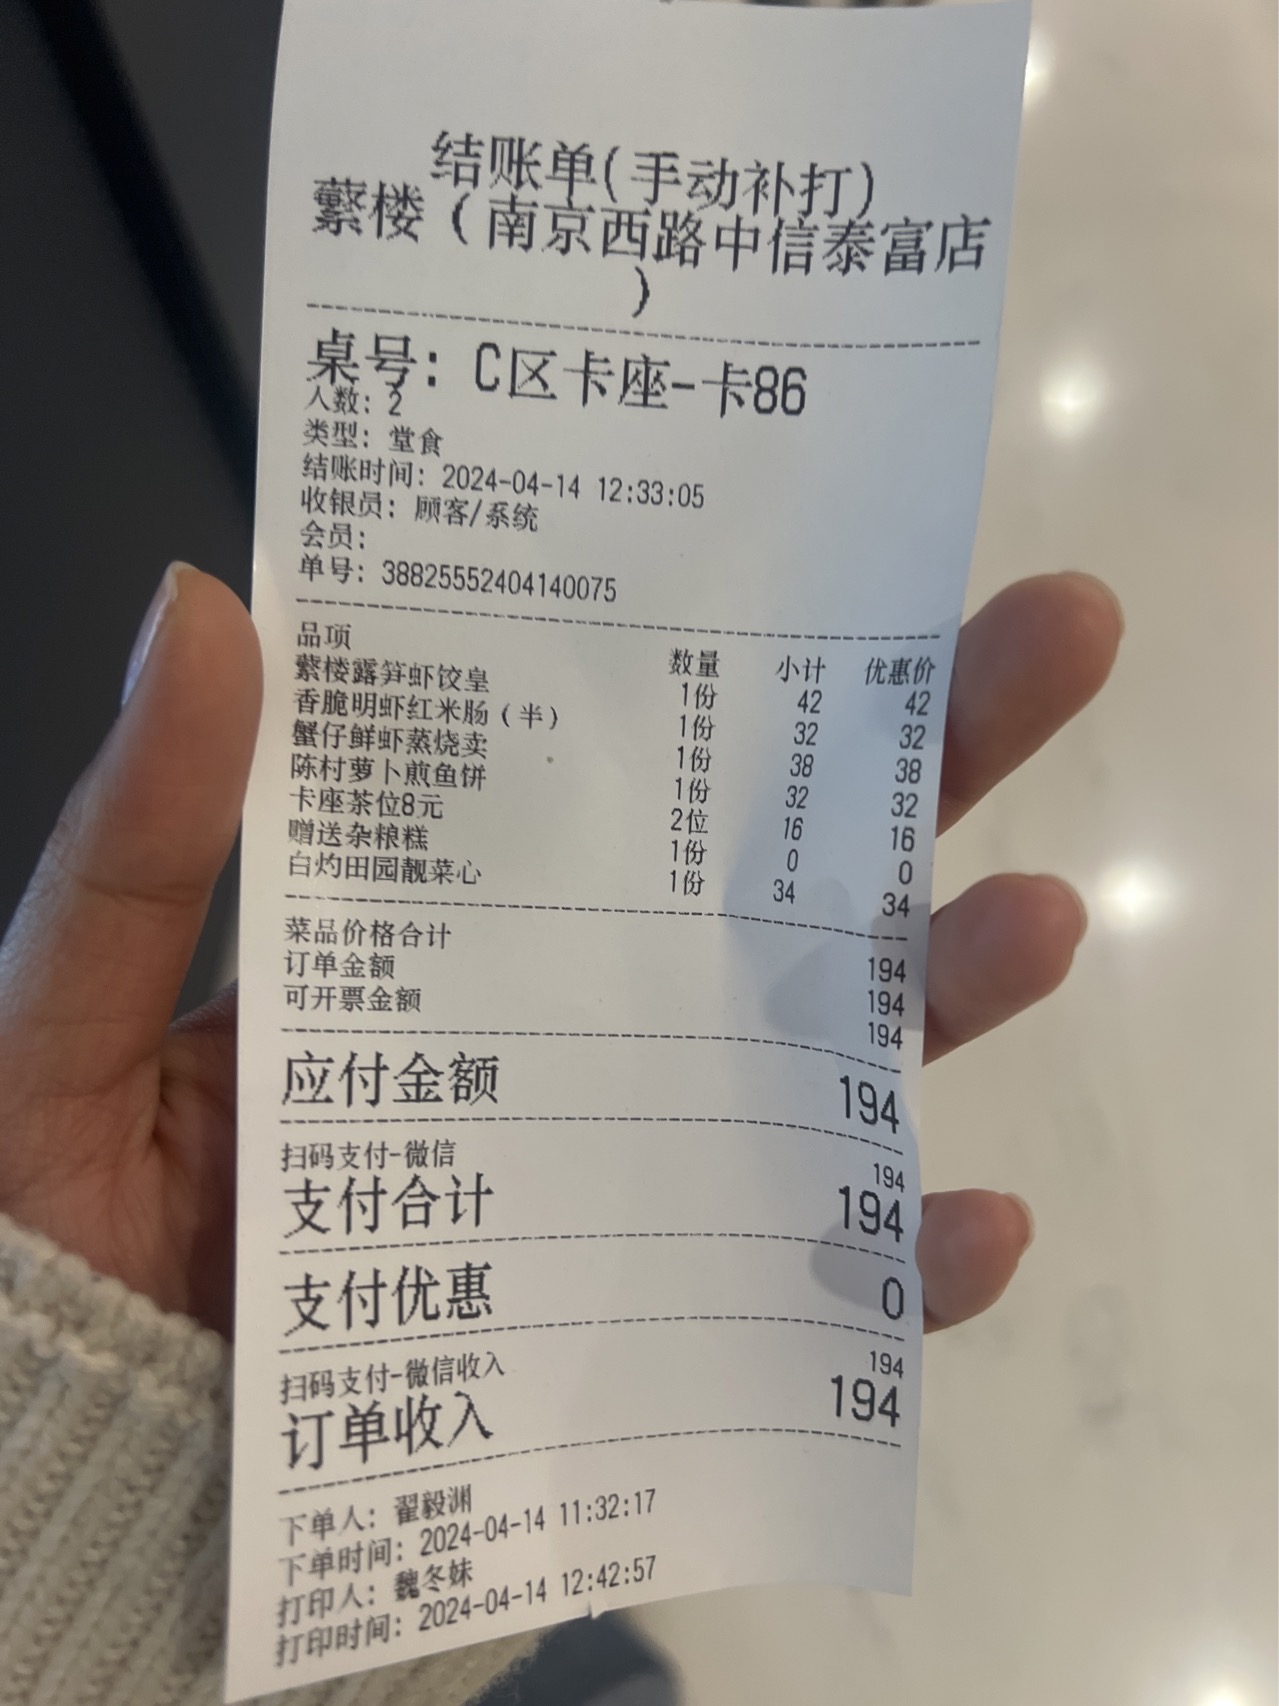 结账单(手动补打)
蘩楼（南京西路中信泰富店
）
桌号: C区卡座-卡86
人数: 2
类型: 堂食
结账时间: 2024-04-14 12:33:05
收银员: 顾客/系统
会员:
单号: 38825552404140075
品项 数量 小计 优惠价
蘩楼露笋虾饺皇 1份 42 42
香脆明虾红米肠（半） 1份 32 32
蟹仔鲜虾蒸烧卖 1份 38 38
陈村萝卜煎鱼饼 1份 32 32
卡座茶位8元 2位 16 16
赠送杂粮糕 1份 0 0
白灼田园靓菜心 1份 34 34
菜品价格合计 194
订单金额 194
可开票金额 194
应付金额 194
扫码支付-微信 194
支付合计 194
支付优惠 0
扫码支付-微信收入 194
订单收入 194
下单人: 翟毅渊
下单时间: 2024-04-14 11:32:17
打印人: 魏冬妹
打印时间: 2024-04-14 12:42:57